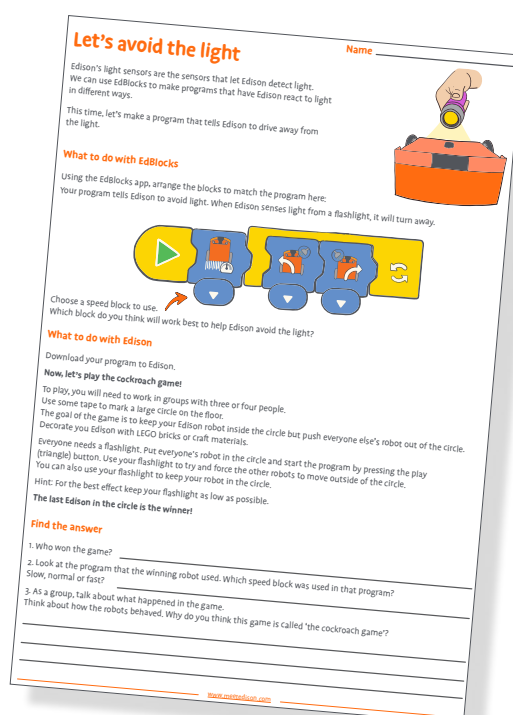 Let's avoid the light
Name
Edison's light sensors are the sensors that let Edison detect light.
We can use EdBlocks to make programs that have Edison react to light
in different ways.
This time, let's make a program that tells Edison to drive away from
the light.
What to do with EdBlocks
Using the EdBlocks app, arrange the blocks to match the program here:
Your program tells Edison to avoid light. When Edison senses light from a flashlight, it will turn away.
Choose a speed block to use.
Which block do you think will work best to help Edison avoid the light?
What to do with Edison
Download your program to Edison.
Now, let's play the cockroach game!
To play, you will need to work in groups with three or four people.
Use some tape to mark a large circle on the floor.
The goal of the game is to keep your Edison robot inside the circle but push everyone else's robot out of the circle.
Decorate you Edison with LEGO bricks or craft materials.
Everyone needs a flashlight. Put everyone's robot in the circle and start the program by pressing the play
(triangle) button. Use your flashlight to try and force the other robots to move outside of the circle.
You can also use your flashlight to keep your robot in the circle.
Hint: For the best effect keep your flashlight as low as possible.
The last Edison in the circle is the winner!
Find the answer
1. Who won the game?
2. Look at the program that the winning robot used. Which speed block was used in that program?
Slow, normal or fast?
3. As a group, talk about what happened in the game.
Think about how the robots behaved. Why do you think this game is called 'the cockroach game'?
www.meetedison.com